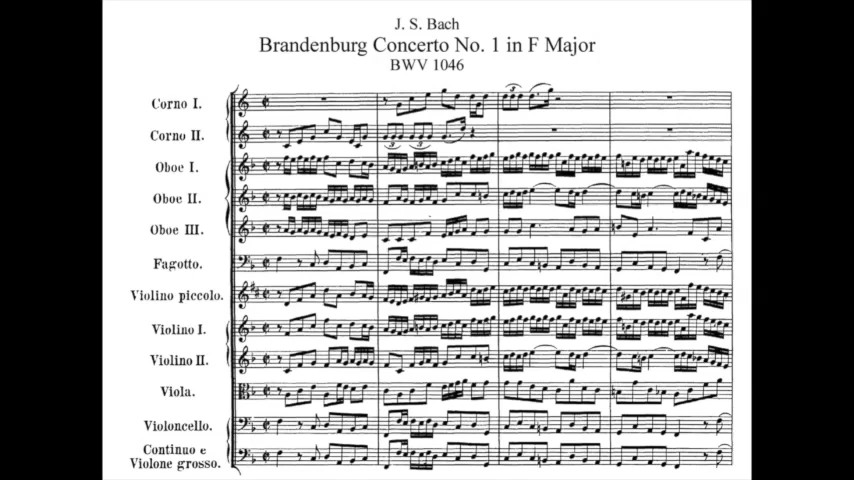 J. S. Bach
Brandenburg Concerto No. 1 in F Major
BWV 1046
Corno I.
Corno II.
Oboe I.
Oboe II.
Oboe III.
Fagotto.
Violino piccolo.
Violino I.
Violino II.
Viola.
Violoncello.
Continuo e
Violone grosso.